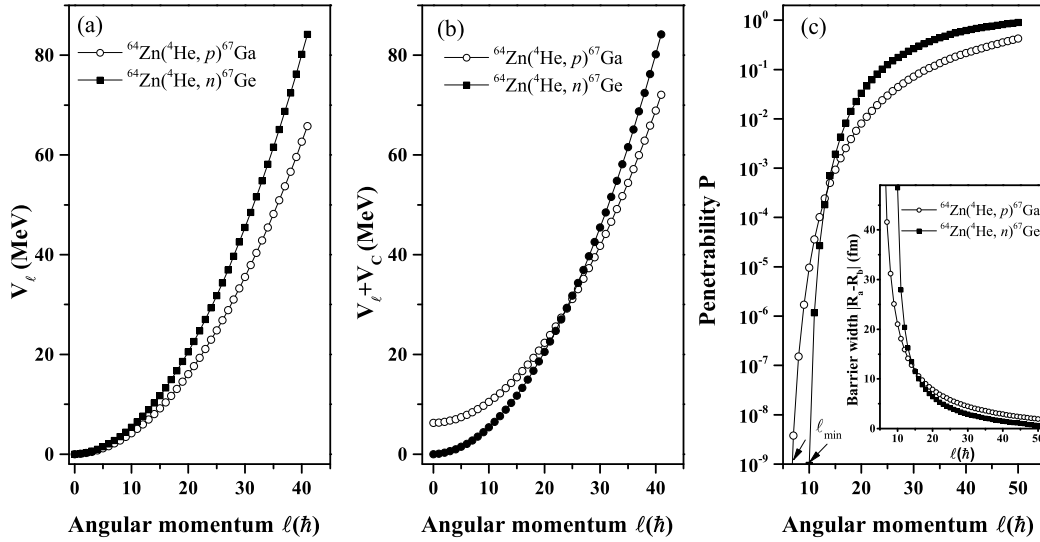 (a)
⁶⁴Zn(⁴He, p)⁶⁷Ga
⁶⁴Zn(⁴He, n)⁶⁷Ge
V_ℓ (MeV)
80
60
40
20
0
0 10 20 30 40
Angular momentum ℓ(ħ)
(b)
⁶⁴Zn(⁴He, p)⁶⁷Ga
⁶⁴Zn(⁴He, n)⁶⁷Ge
V_ℓ+V_C (MeV)
80
60
40
20
0
0 10 20 30 40
Angular momentum ℓ(ħ)
(c)
Penetrability P
10⁰
10⁻¹
10⁻²
10⁻³
10⁻⁴
10⁻⁵
10⁻⁶
10⁻⁷
10⁻⁸
10⁻⁹
ℓ_min
10 20 30 40 50
Angular momentum ℓ(ħ)
⁶⁴Zn(⁴He, p)⁶⁷Ga
⁶⁴Zn(⁴He, n)⁶⁷Ge
Barrier width |R_a-R_b| (fm)
40
30
20
10
0
10 20 30 40 50
ℓ(ħ)